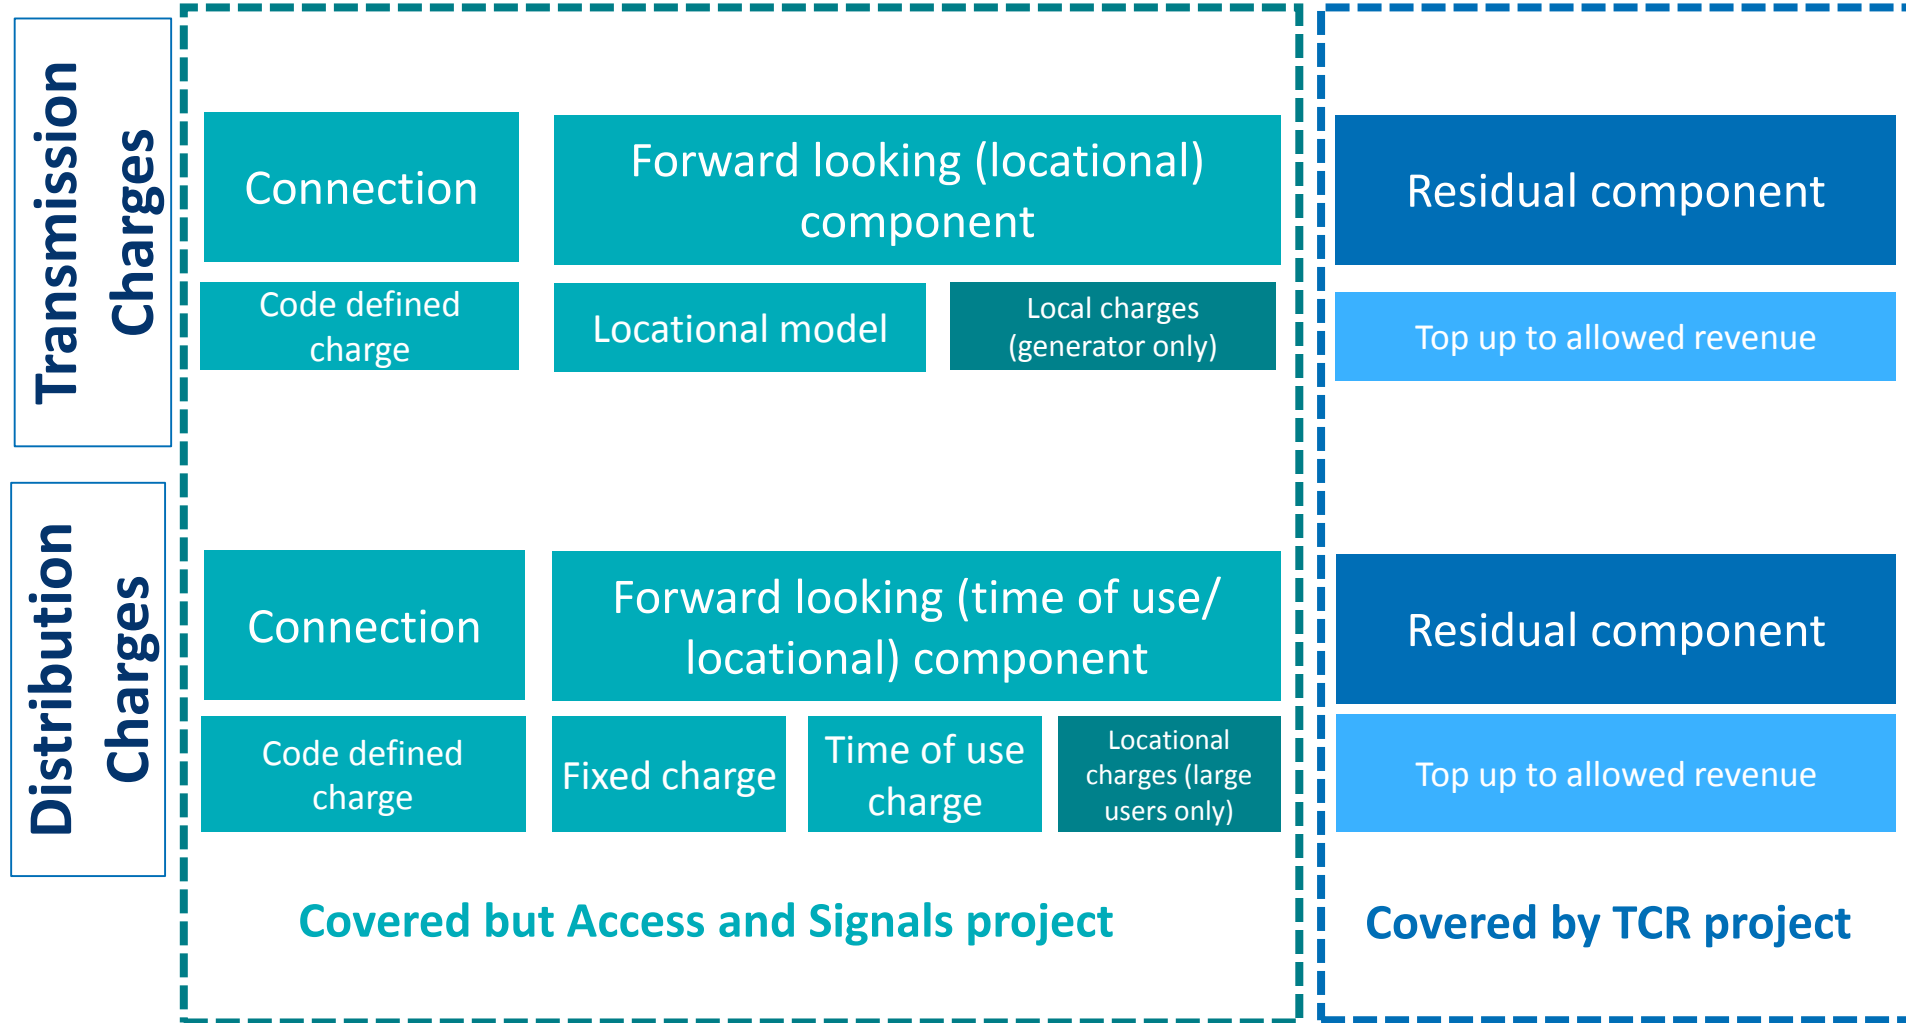 Transmission
Charges
Connection
Forward looking (locational)
component
Residual component
Code defined
charge
Locational model
Local charges
(generator only)
Top up to allowed revenue
Distribution
Charges
Connection
Forward looking (time of use/
locational) component
Residual component
Code defined
charge
Fixed charge
Time of use
charge
Locational
charges (large
users only)
Top up to allowed revenue
Covered but Access and Signals project
Covered by TCR project